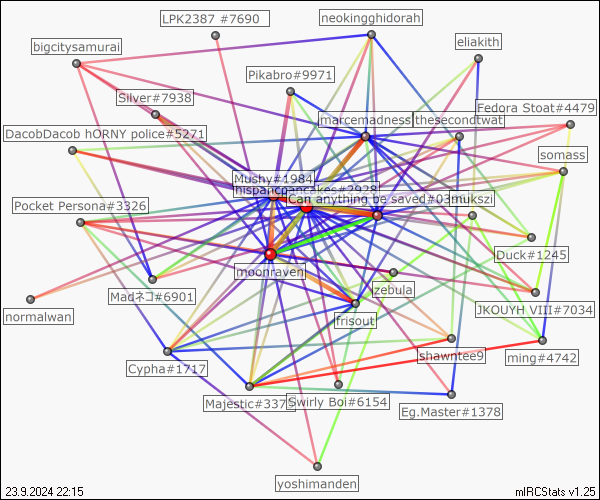 LPK2387 #7690
neokingghidorah
bigcitysamurai
eliakith
Pikabro#9971
Silver#7938
Fedora Stoat#4479
marcemadness
thesecondtwat
DacobDacob hORNY police#5271
somass
Mushy#1984
hispancpancakes#3928
Can anything be saved#03
mukszi
Pocket Persona#3326
Duck#1245
moonraven
zebula
Madネコ#6901
JKOUYH VIII#7034
normalwan
frisout
shawntee9
ming#4742
Cypha#1717
Majestic#337
Swirly Boi#6154
Eg.Master#1378
yoshimanden
23.9.2024 22:15
mIRCStats v1.25